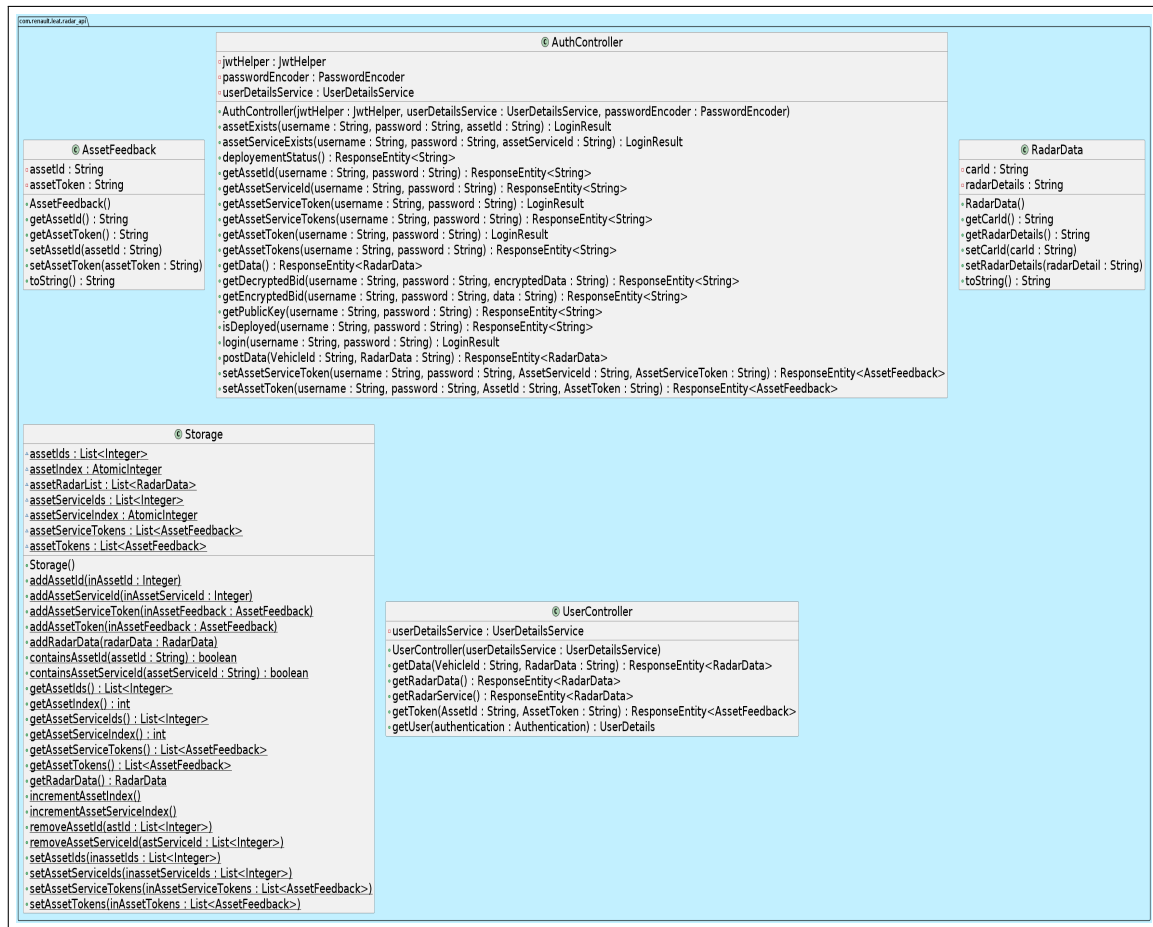 com.renault.leat.radar_api
AuthController
jwtHelper : JwtHelper
passwordEncoder : PasswordEncoder
userDetailsService : UserDetailsService
AuthController(jwtHelper : JwtHelper, userDetailsService : UserDetailsService, passwordEncoder : PasswordEncoder)
assetExists(username : String, password : String, assetId : String) : LoginResult
assetServiceExists(username : String, password : String, assetServiceId : String) : LoginResult
deployementStatus() : ResponseEntity<String>
getAssetId(username : String, password : String) : ResponseEntity<String>
getAssetServiceId(username : String, password : String) : ResponseEntity<String>
getAssetServiceToken(username : String, password : String) : LoginResult
getAssetServiceTokens(username : String, password : String) : ResponseEntity<String>
getAssetToken(username : String, password : String) : LoginResult
getAssetTokens(username : String, password : String) : ResponseEntity<String>
getData() : ResponseEntity<RadarData>
getDecryptedBid(username : String, password : String, encryptedData : String) : ResponseEntity<String>
getEncryptedBid(username : String, password : String, data : String) : ResponseEntity<String>
getPublicKey(username : String, password : String) : ResponseEntity<String>
isDeployed(username : String, password : String) : ResponseEntity<String>
login(username : String, password : String) : LoginResult
postData(VehicleId : String, RadarData : String) : ResponseEntity<RadarData>
setAssetServiceToken(username : String, password : String, AssetServiceId : String, AssetServiceToken : String) : ResponseEntity<AssetFeedback>
setAssetToken(username : String, password : String, AssetId : String, AssetToken : String) : ResponseEntity<AssetFeedback>
AssetFeedback
assetId : String
assetToken : String
AssetFeedback()
getAssetId() : String
getAssetToken() : String
setAssetId(assetId : String)
setAssetToken(assetToken : String)
toString() : String
RadarData
carId : String
radarDetails : String
RadarData()
getCarId() : String
getRadarDetails() : String
setCarId(carId : String)
setRadarDetails(radarDetail : String)
toString() : String
Storage
assetIds : List<Integer>
assetIndex : AtomicInteger
assetRadarList : List<RadarData>
assetServiceIds : List<Integer>
assetServiceIndex : AtomicInteger
assetServiceTokens : List<AssetFeedback>
assetTokens : List<AssetFeedback>
Storage()
addAssetId(inAssetId : Integer)
addAssetServiceId(inAssetServiceId : Integer)
addAssetServiceToken(inAssetFeedback : AssetFeedback)
addAssetToken(inAssetFeedback : AssetFeedback)
addRadarData(radarData : RadarData)
containsAssetId(assetId : String) : boolean
containsAssetServiceId(assetServiceId : String) : boolean
getAssetIds() : List<Integer>
getAssetIndex() : int
getAssetServiceIds() : List<Integer>
getAssetServiceIndex() : int
getAssetServiceTokens() : List<AssetFeedback>
getAssetTokens() : List<AssetFeedback>
getRadarData() : RadarData
incrementAssetIndex()
incrementAssetServiceIndex()
removeAssetId(astId : List<Integer>)
removeAssetServiceId(astServiceId : List<Integer>)
setAssetIds(inassetIds : List<Integer>)
setAssetServiceIds(inassetServiceIds : List<Integer>)
setAssetServiceTokens(inAssetServiceTokens : List<AssetFeedback>)
setAssetTokens(inAssetTokens : List<AssetFeedback>)
UserController
userDetailsService : UserDetailsService
UserController(userDetailsService : UserDetailsService)
getData(VehicleId : String, RadarData : String) : ResponseEntity<RadarData>
getRadarData() : ResponseEntity<RadarData>
getRadarService() : ResponseEntity<RadarData>
getToken(AssetId : String, AssetToken : String) : ResponseEntity<AssetFeedback>
getUser(authentication : Authentication) : UserDetails